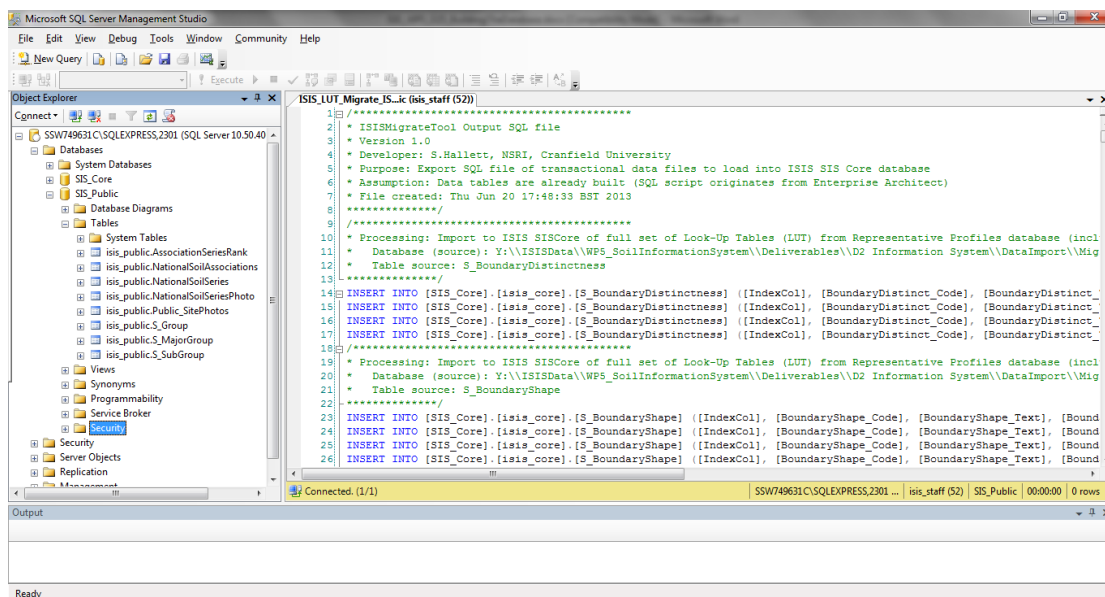 Microsoft SQL Server Management Studio
File Edit View Debug Tools Window Community Help
New Query
Execute
Object Explorer
Connect
SSW749631C\SQLEXPRESS,2301 (SQL Server 10.50.40
Databases
System Databases
SIS_Core
SIS_Public
Database Diagrams
Tables
System Tables
isis_public.AssociationSeriesRank
isis_public.NationalSoilAssociations
isis_public.NationalSoilSeries
isis_public.NationalSoilSeriesPhoto
isis_public.Public_SitePhotos
isis_public.S_Group
isis_public.S_MajorGroup
isis_public.S_SubGroup
Views
Synonyms
Programmability
Service Broker
Security
Security
Server Objects
Replication
Management
ISIS_LUT_Migrate_IS...ic (isis_staff (52))
1 /*******************************************
2 * ISISMigrateTool Output SQL file
3 * Version 1.0
4 * Developer: S.Hallett, NSRI, Cranfield University
5 * Purpose: Export SQL file of transactional data files to load into ISIS SIS Core database
6 * Assumption: Data tables are already built (SQL script originates from Enterprise Architect)
7 * File created: Thu Jun 20 17:48:33 BST 2013
8 **************/
9 /*******************************************
10 * Processing: Import to ISIS SISCore of full set of Look-Up Tables (LUT) from Representative Profiles database (incl
11 * Database (source): Y:\\ISISData\\WP5_SoilInformationSystem\\Deliverables\\D2 Information System\\DataImport\\Mig
12 * Table source: S_BoundaryDistinctness
13 **************/
14 INSERT INTO [SIS_Core].[isis_core].[S_BoundaryDistinctness] ([IndexCol], [BoundaryDistinct_Code], [BoundaryDistinct_
15 INSERT INTO [SIS_Core].[isis_core].[S_BoundaryDistinctness] ([IndexCol], [BoundaryDistinct_Code], [BoundaryDistinct_
16 INSERT INTO [SIS_Core].[isis_core].[S_BoundaryDistinctness] ([IndexCol], [BoundaryDistinct_Code], [BoundaryDistinct_
17 INSERT INTO [SIS_Core].[isis_core].[S_BoundaryDistinctness] ([IndexCol], [BoundaryDistinct_Code], [BoundaryDistinct_
18 /*******************************************
19 * Processing: Import to ISIS SISCore of full set of Look-Up Tables (LUT) from Representative Profiles database (incl
20 * Database (source): Y:\\ISISData\\WP5_SoilInformationSystem\\Deliverables\\D2 Information System\\DataImport\\Mig
21 * Table source: S_BoundaryShape
22 **************/
23 INSERT INTO [SIS_Core].[isis_core].[S_BoundaryShape] ([IndexCol], [BoundaryShape_Code], [BoundaryShape_Text], [Bound
24 INSERT INTO [SIS_Core].[isis_core].[S_BoundaryShape] ([IndexCol], [BoundaryShape_Code], [BoundaryShape_Text], [Bound
25 INSERT INTO [SIS_Core].[isis_core].[S_BoundaryShape] ([IndexCol], [BoundaryShape_Code], [BoundaryShape_Text], [Bound
26 INSERT INTO [SIS_Core].[isis_core].[S_BoundaryShape] ([IndexCol], [BoundaryShape_Code], [BoundaryShape_Text], [Bound
Connected. (1/1) SSW749631C\SQLEXPRESS,2301 ... isis_staff (52) SIS_Public 00:00:00 0 rows
Output
Ready